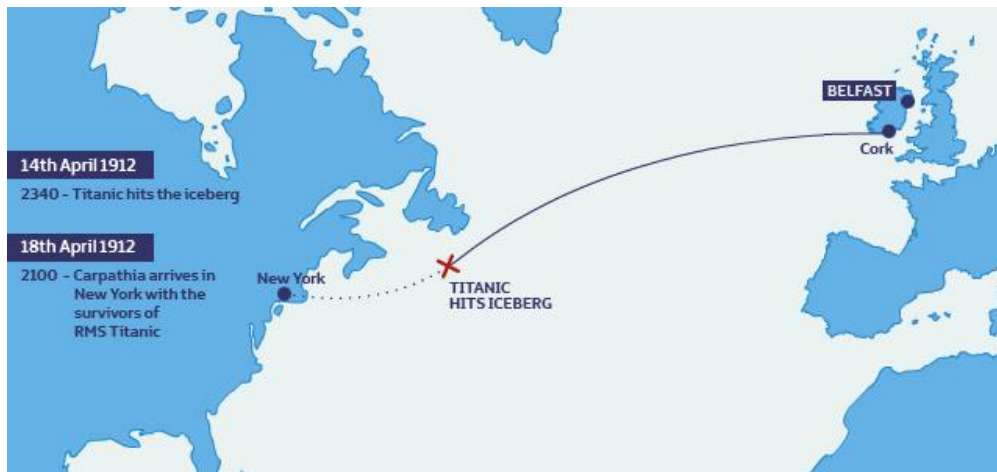 BELFAST
Cork
14th April 1912
2340 - Titanic hits the iceberg
18th April 1912
2100 - Carpathia arrives in
New York with the
survivors of
RMS Titanic
New York
TITANIC
HITS ICEBERG